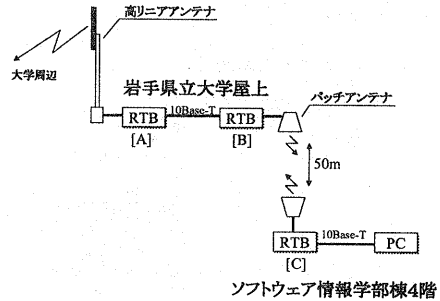 高リニアアンテナ
大学周辺
岩手県立大学屋上
パッチアンテナ
RTB
10Base-T
RTB
[A]
[B]
50m
RTB
10Base-T
PC
[C]
ソフトウェア情報学部棟4階